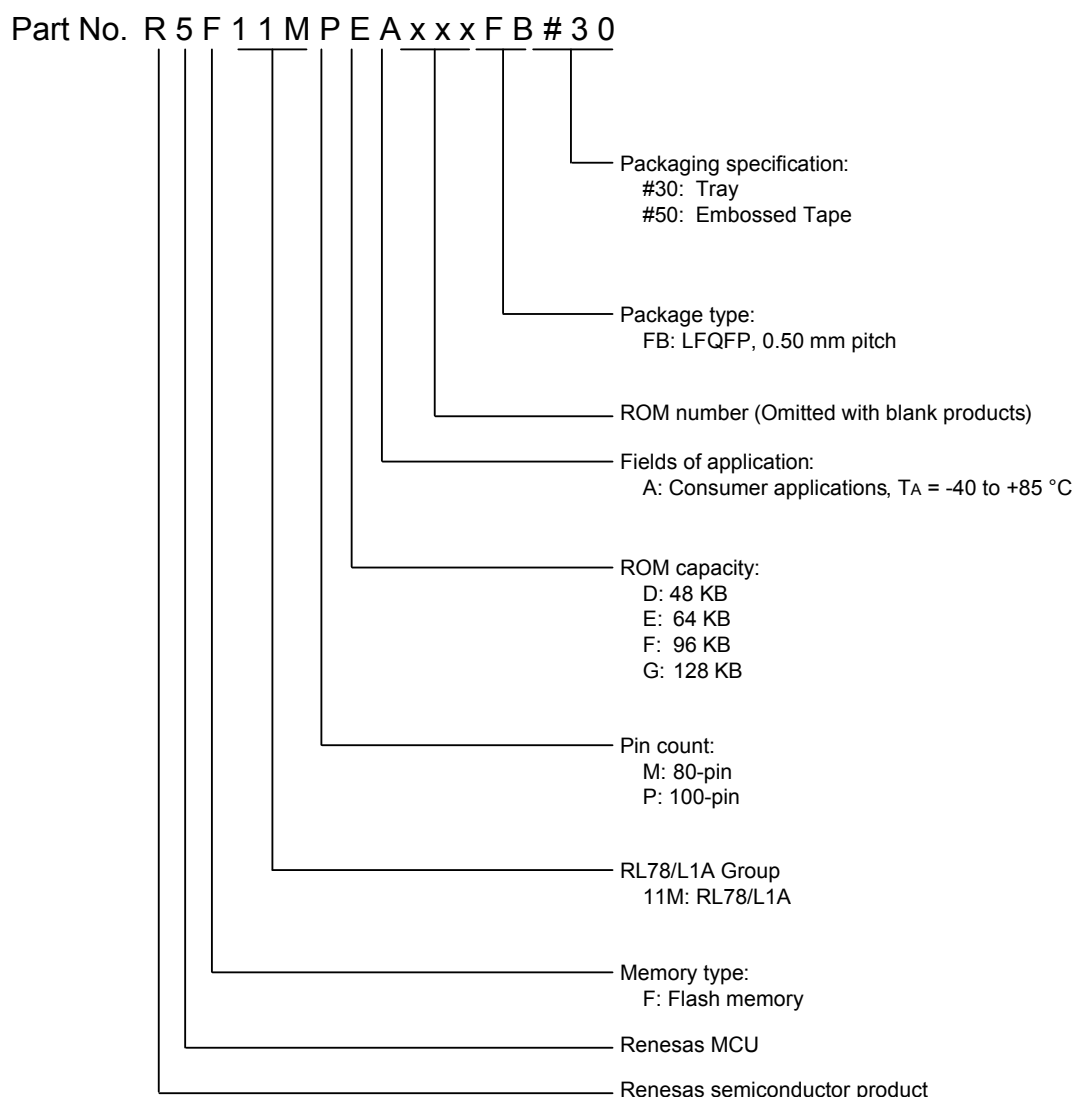 Part No. R 5 F 1 1 M P E A x x x F B # 3 0
Packaging specification:
#30: Tray
#50: Embossed Tape
Package type:
FB: LFQFP, 0.50 mm pitch
ROM number (Omitted with blank products)
Fields of application:
A: Consumer applications, TA = -40 to +85 °C
ROM capacity:
D: 48 KB
E: 64 KB
F: 96 KB
G: 128 KB
Pin count:
M: 80-pin
P: 100-pin
RL78/L1A Group
11M: RL78/L1A
Memory type:
F: Flash memory
Renesas MCU
Renesas semiconductor product